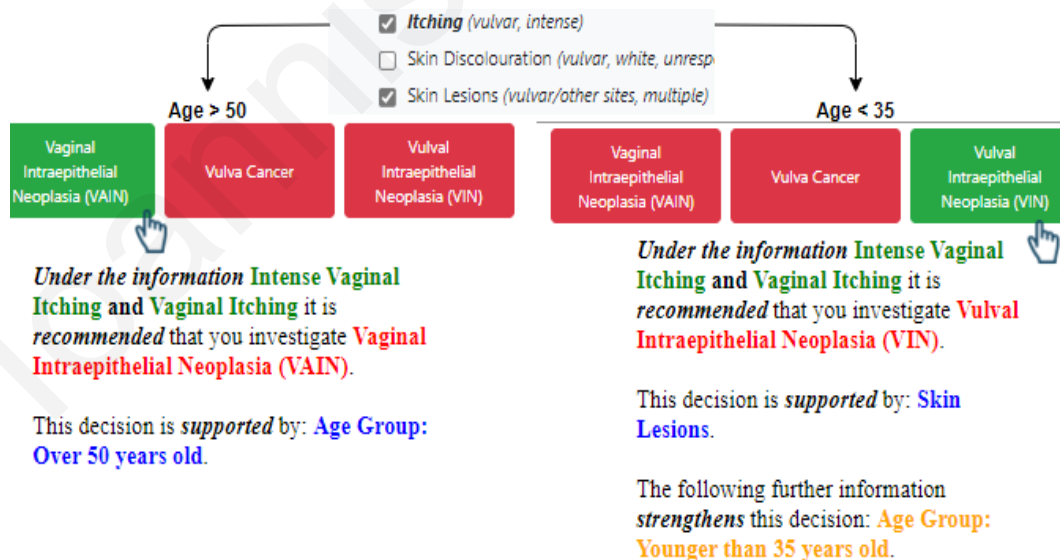 Itching (vulvar, intense)
Skin Discolouration (vulvar, white, unresp
Skin Lesions (vulvar/other sites, multiple)
Age > 50
Vaginal
Intraepithelial
Neoplasia (VAIN)
Vulva Cancer
Vulval
Intraepithelial
Neoplasia (VIN)
Under the information Intense Vaginal
Itching and Vaginal Itching it is
recommended that you investigate Vaginal
Intraepithelial Neoplasia (VAIN).
This decision is supported by: Age Group:
Over 50 years old.
Age < 35
Vaginal
Intraepithelial
Neoplasia (VAIN)
Vulva Cancer
Vulval
Intraepithelial
Neoplasia (VIN)
Under the information Intense Vaginal
Itching and Vaginal Itching it is
recommended that you investigate Vulval
Intraepithelial Neoplasia (VIN).
This decision is supported by: Skin
Lesions.
The following further information
strengthens this decision: Age Group:
Younger than 35 years old.